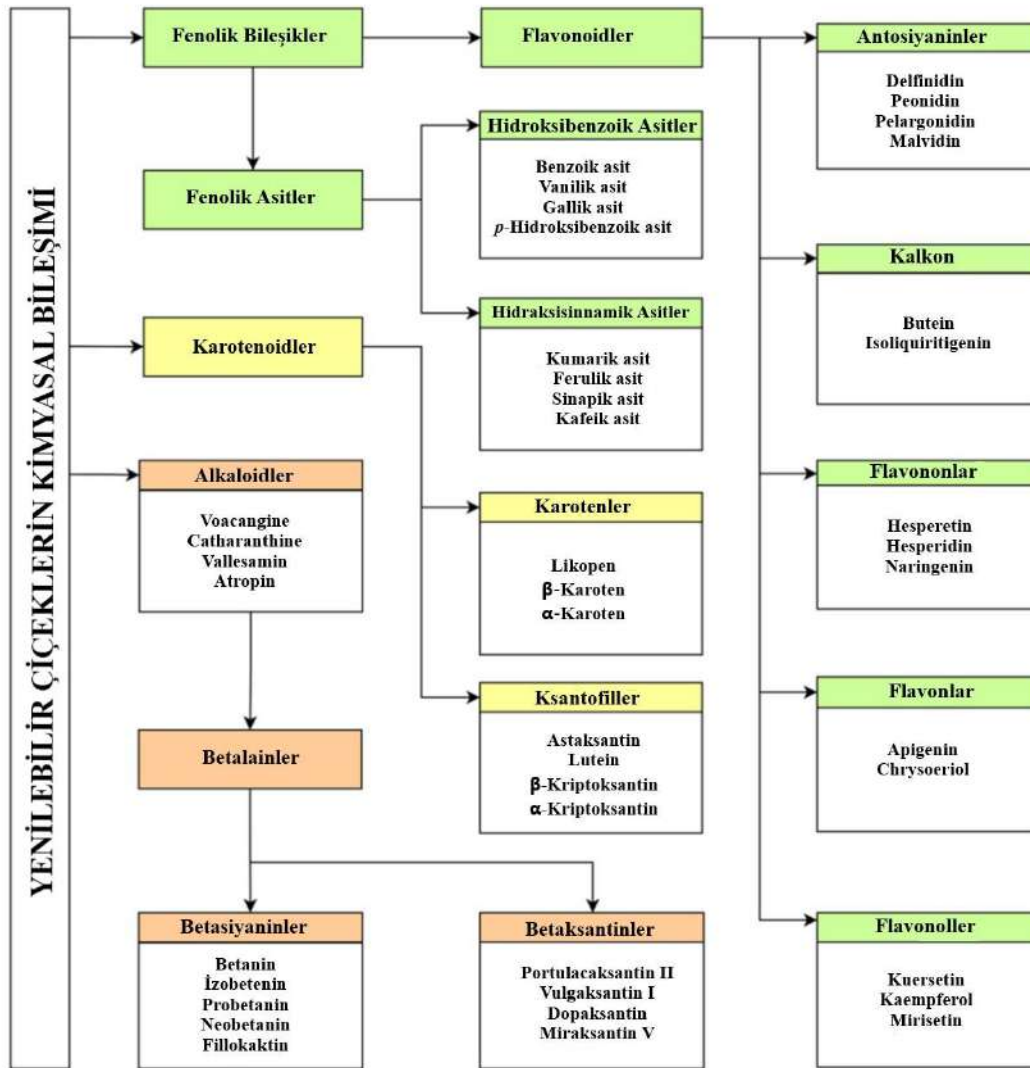 YENİLEBİLİR ÇİÇEKLERİN KİMYASAL BİLEŞİMİ
Fenolik Bileşikler
Flavonoidler
Fenolik Asitler
Hidroksibenzoik Asitler
Benzoik asit
Vanilik asit
Gallik asit
p-Hidroksibenzoik asit
Hidraksisinnamik Asitler
Kumarik asit
Ferulik asit
Sinapik asit
Kafeik asit
Antosiyaninler
Delfinidin
Peonidin
Pelargonidin
Malvidin
Kalkon
Butein
Isoliquiritigenin
Flavononlar
Hesperetin
Hesperidin
Naringenin
Flavonlar
Apigenin
Chrysoeriol
Flavonoller
Kuersetin
Kaempferol
Mirisetin
Karotenoidler
Karotenler
Likopen
β-Karoten
α-Karoten
Ksantofiller
Astaksantin
Lutein
β-Kriptoksantin
α-Kriptoksantin
Alkaloidler
Voacangine
Catharanthine
Vallesamin
Atropin
Betalainler
Betasiyaninler
Betanin
İzobetenin
Probetanin
Neobetanin
Fillokaktin
Betaksantinler
Portulacaksantin II
Vulgaksantin I
Dopaksantin
Miraksantin V